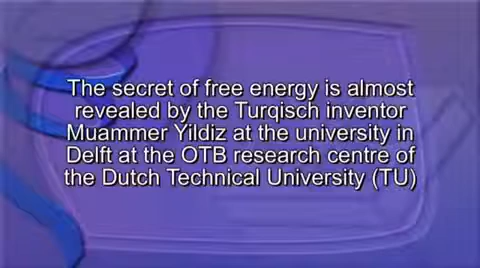 The secret of free energy is almost
revealed by the Turqisch inventor
Muammer Yildiz at the university in
Delft at the OTB research centre of
the Dutch Technical University (TU)